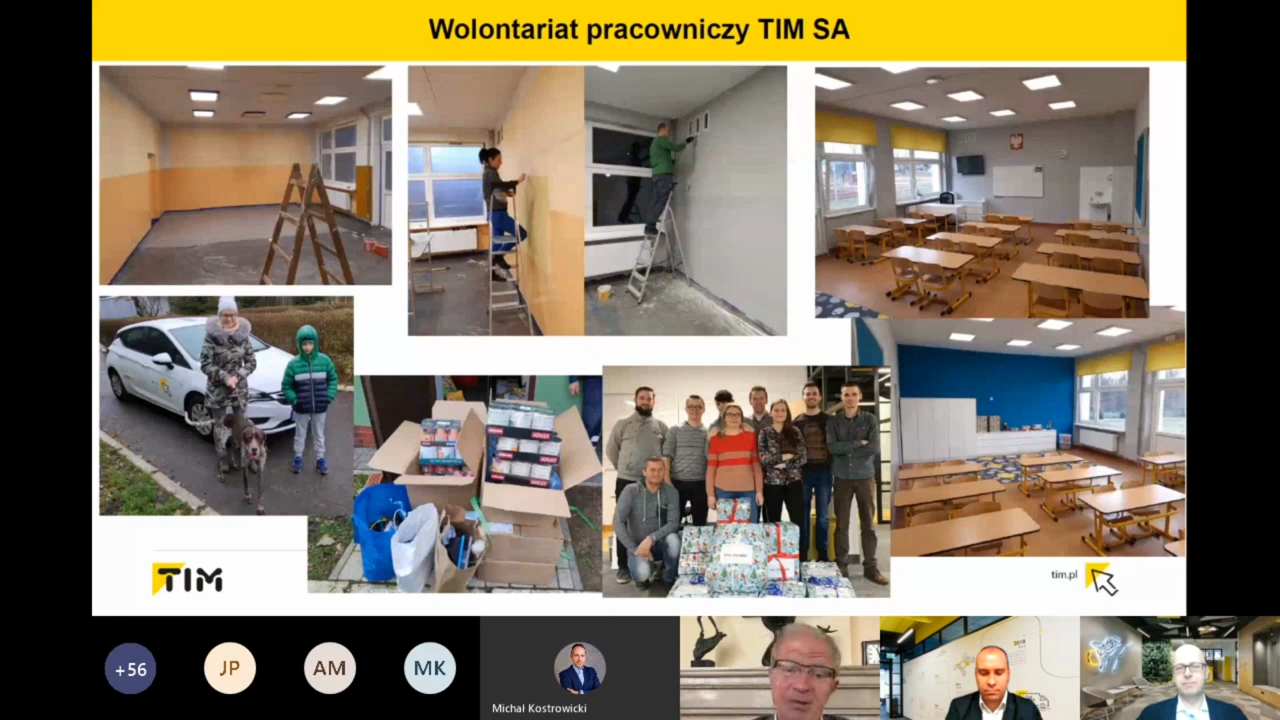 Wolontariat pracowniczy TIM SA
TIM
tim.pl
+56
JP
AM
MK
Michał Kostrowicki